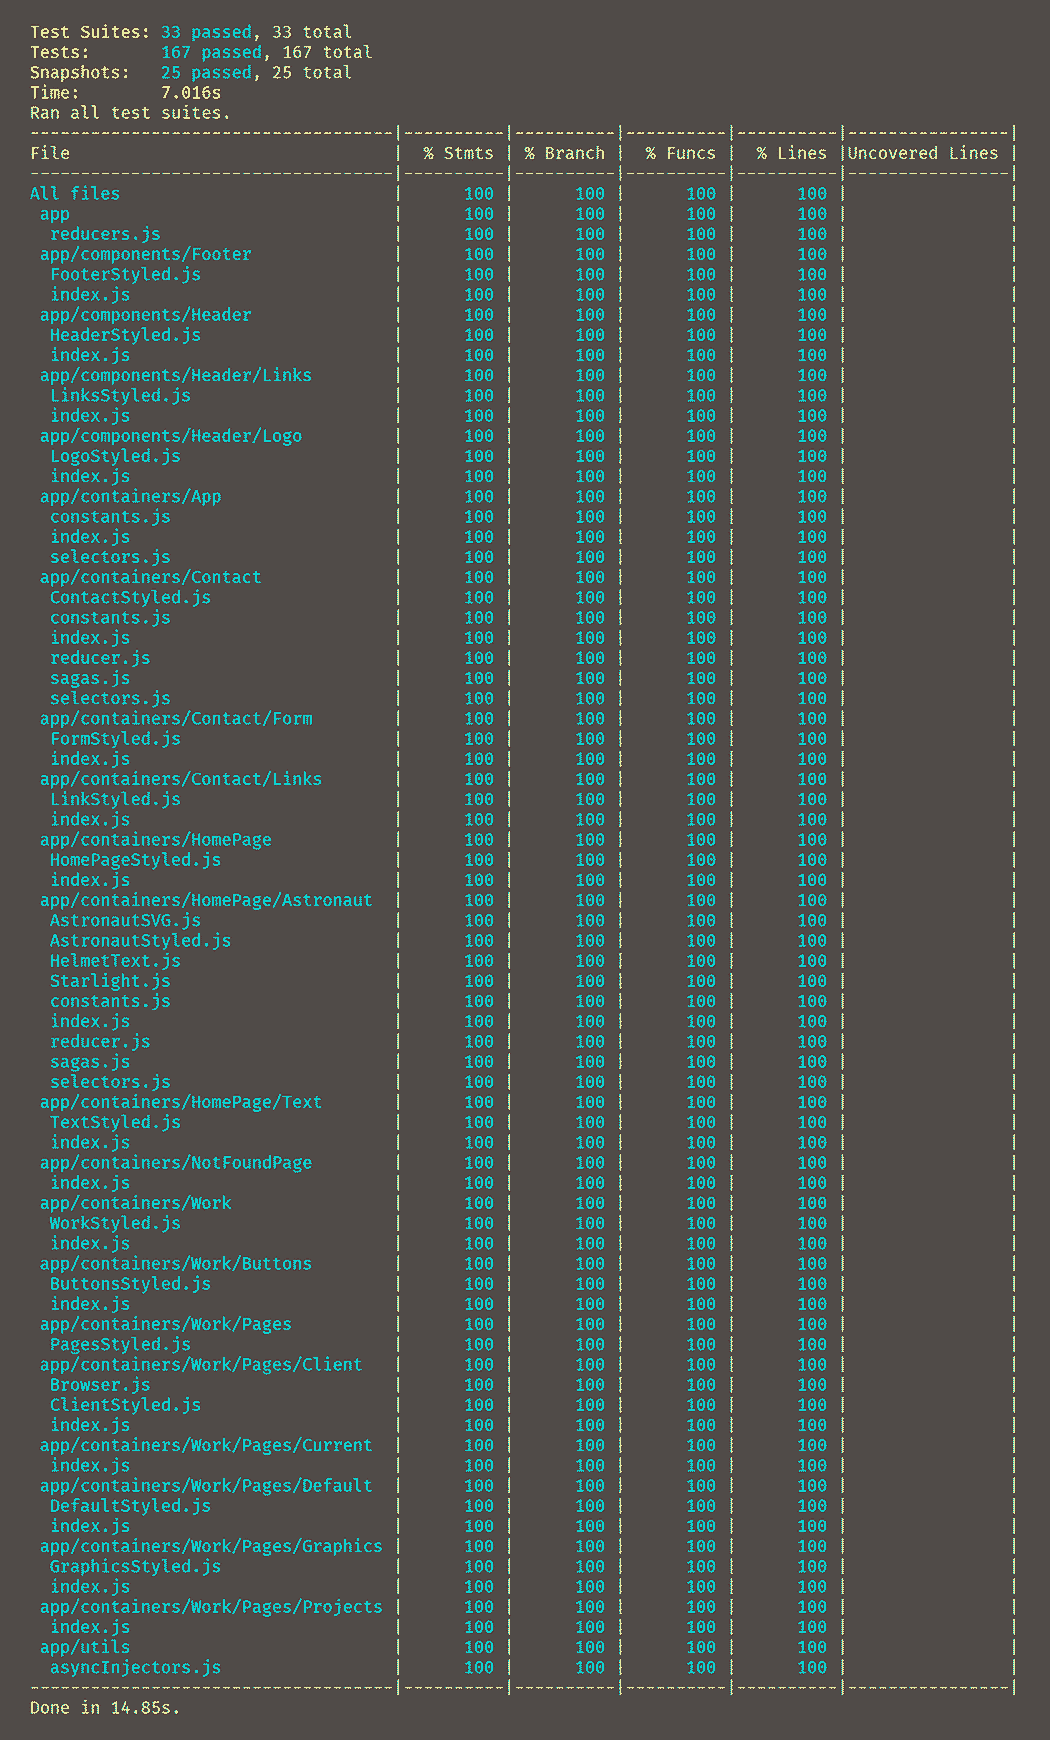 Test Suites: 33 passed, 33 total
Tests:       167 passed, 167 total
Snapshots:   25 passed, 25 total
Time:        7.016s
Ran all test suites.
------------------------------------|----------|----------|----------|----------|----------------|
File                                |  % Stmts | % Branch |  % Funcs |  % Lines |Uncovered Lines |
------------------------------------|----------|----------|----------|----------|----------------|
All files                           |      100 |      100 |      100 |      100 |                |
 app                                |      100 |      100 |      100 |      100 |                |
  reducers.js                       |      100 |      100 |      100 |      100 |                |
 app/components/Footer              |      100 |      100 |      100 |      100 |                |
  FooterStyled.js                   |      100 |      100 |      100 |      100 |                |
  index.js                          |      100 |      100 |      100 |      100 |                |
 app/components/Header              |      100 |      100 |      100 |      100 |                |
  HeaderStyled.js                   |      100 |      100 |      100 |      100 |                |
  index.js                          |      100 |      100 |      100 |      100 |                |
 app/components/Header/Links        |      100 |      100 |      100 |      100 |                |
  LinksStyled.js                    |      100 |      100 |      100 |      100 |                |
  index.js                          |      100 |      100 |      100 |      100 |                |
 app/components/Header/Logo         |      100 |      100 |      100 |      100 |                |
  LogoStyled.js                     |      100 |      100 |      100 |      100 |                |
  index.js                          |      100 |      100 |      100 |      100 |                |
 app/containers/App                 |      100 |      100 |      100 |      100 |                |
  constants.js                      |      100 |      100 |      100 |      100 |                |
  index.js                          |      100 |      100 |      100 |      100 |                |
  selectors.js                      |      100 |      100 |      100 |      100 |                |
 app/containers/Contact             |      100 |      100 |      100 |      100 |                |
  ContactStyled.js                  |      100 |      100 |      100 |      100 |                |
  constants.js                      |      100 |      100 |      100 |      100 |                |
  index.js                          |      100 |      100 |      100 |      100 |                |
  reducer.js                        |      100 |      100 |      100 |      100 |                |
  sagas.js                          |      100 |      100 |      100 |      100 |                |
  selectors.js                      |      100 |      100 |      100 |      100 |                |
 app/containers/Contact/Form        |      100 |      100 |      100 |      100 |                |
  FormStyled.js                     |      100 |      100 |      100 |      100 |                |
  index.js                          |      100 |      100 |      100 |      100 |                |
 app/containers/Contact/Links       |      100 |      100 |      100 |      100 |                |
  LinkStyled.js                     |      100 |      100 |      100 |      100 |                |
  index.js                          |      100 |      100 |      100 |      100 |                |
 app/containers/HomePage            |      100 |      100 |      100 |      100 |                |
  HomePageStyled.js                 |      100 |      100 |      100 |      100 |                |
  index.js                          |      100 |      100 |      100 |      100 |                |
 app/containers/HomePage/Astronaut  |      100 |      100 |      100 |      100 |                |
  AstronautSVG.js                   |      100 |      100 |      100 |      100 |                |
  AstronautStyled.js                |      100 |      100 |      100 |      100 |                |
  HelmetText.js                     |      100 |      100 |      100 |      100 |                |
  Starlight.js                      |      100 |      100 |      100 |      100 |                |
  constants.js                      |      100 |      100 |      100 |      100 |                |
  index.js                          |      100 |      100 |      100 |      100 |                |
  reducer.js                        |      100 |      100 |      100 |      100 |                |
  sagas.js                          |      100 |      100 |      100 |      100 |                |
  selectors.js                      |      100 |      100 |      100 |      100 |                |
 app/containers/HomePage/Text       |      100 |      100 |      100 |      100 |                |
  TextStyled.js                     |      100 |      100 |      100 |      100 |                |
  index.js                          |      100 |      100 |      100 |      100 |                |
 app/containers/NotFoundPage        |      100 |      100 |      100 |      100 |                |
  index.js                          |      100 |      100 |      100 |      100 |                |
 app/containers/Work                |      100 |      100 |      100 |      100 |                |
  WorkStyled.js                     |      100 |      100 |      100 |      100 |                |
  index.js                          |      100 |      100 |      100 |      100 |                |
 app/containers/Work/Buttons        |      100 |      100 |      100 |      100 |                |
  ButtonsStyled.js                  |      100 |      100 |      100 |      100 |                |
  index.js                          |      100 |      100 |      100 |      100 |                |
 app/containers/Work/Pages          |      100 |      100 |      100 |      100 |                |
  PagesStyled.js                    |      100 |      100 |      100 |      100 |                |
 app/containers/Work/Pages/Client   |      100 |      100 |      100 |      100 |                |
  Browser.js                        |      100 |      100 |      100 |      100 |                |
  ClientStyled.js                   |      100 |      100 |      100 |      100 |                |
  index.js                          |      100 |      100 |      100 |      100 |                |
 app/containers/Work/Pages/Current  |      100 |      100 |      100 |      100 |                |
  index.js                          |      100 |      100 |      100 |      100 |                |
 app/containers/Work/Pages/Default  |      100 |      100 |      100 |      100 |                |
  DefaultStyled.js                  |      100 |      100 |      100 |      100 |                |
  index.js                          |      100 |      100 |      100 |      100 |                |
 app/containers/Work/Pages/Graphics |      100 |      100 |      100 |      100 |                |
  GraphicsStyled.js                 |      100 |      100 |      100 |      100 |                |
  index.js                          |      100 |      100 |      100 |      100 |                |
 app/containers/Work/Pages/Projects |      100 |      100 |      100 |      100 |                |
  index.js                          |      100 |      100 |      100 |      100 |                |
 app/utils                          |      100 |      100 |      100 |      100 |                |
  asyncInjectors.js                 |      100 |      100 |      100 |      100 |                |
------------------------------------|----------|----------|----------|----------|----------------|
Done in 14.85s.